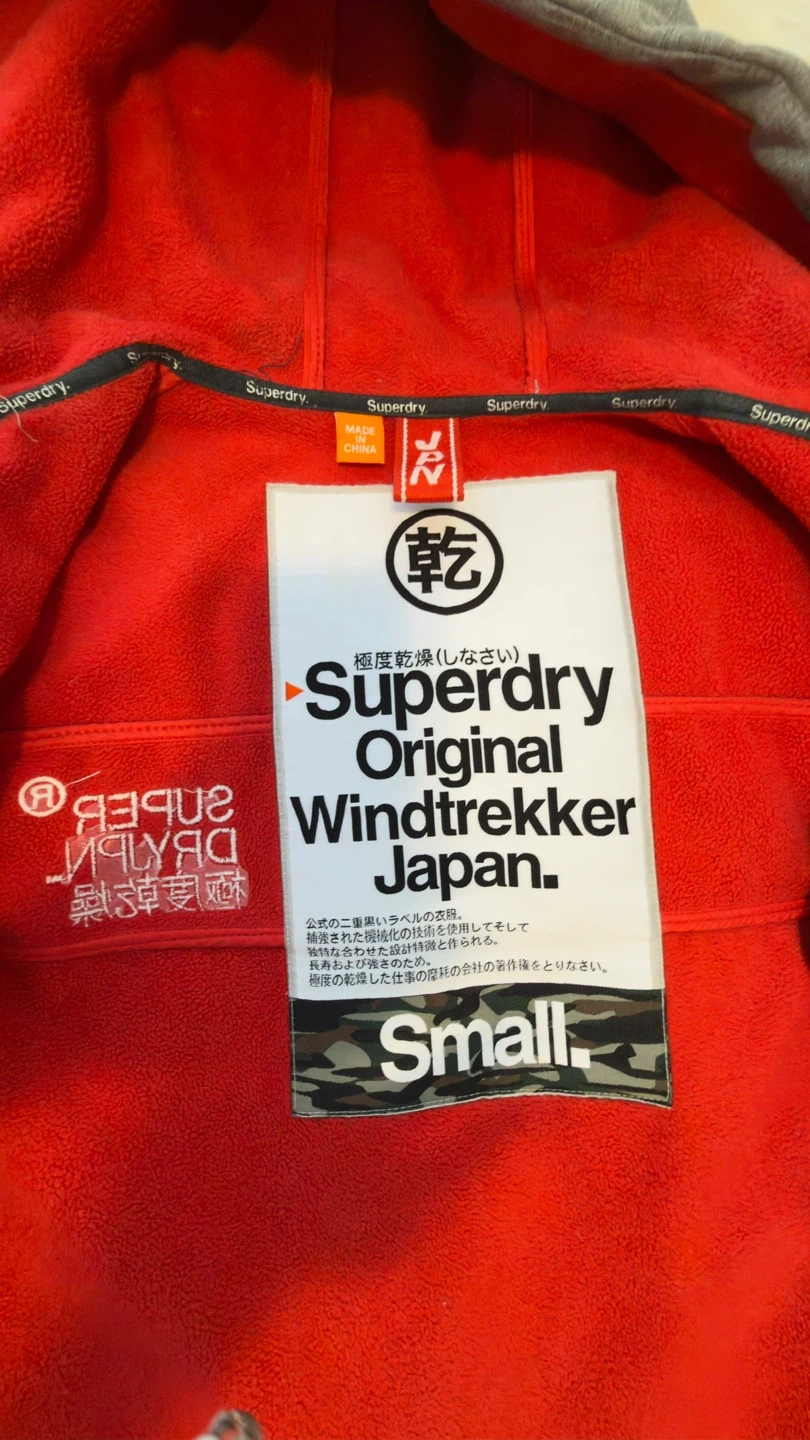 Superdry. Superdry. Superdry. Superdry. Superdry. Superdry. Superdry.
MADE
IN
CHINA
JPN
乾
極度乾燥(しなさい)
Superdry
Original
Windtrekker
Japan.
公式の二重黒いラベルの衣服。
補強された機械化の技術を使用してそして
独特な合わせた設計特徴と作られる。
長寿および強さのため。
極度の乾燥した仕事の摩耗の会社の著作権をとりなさい。
Small.
SUPER®
DRY.JPN™
極度乾燥